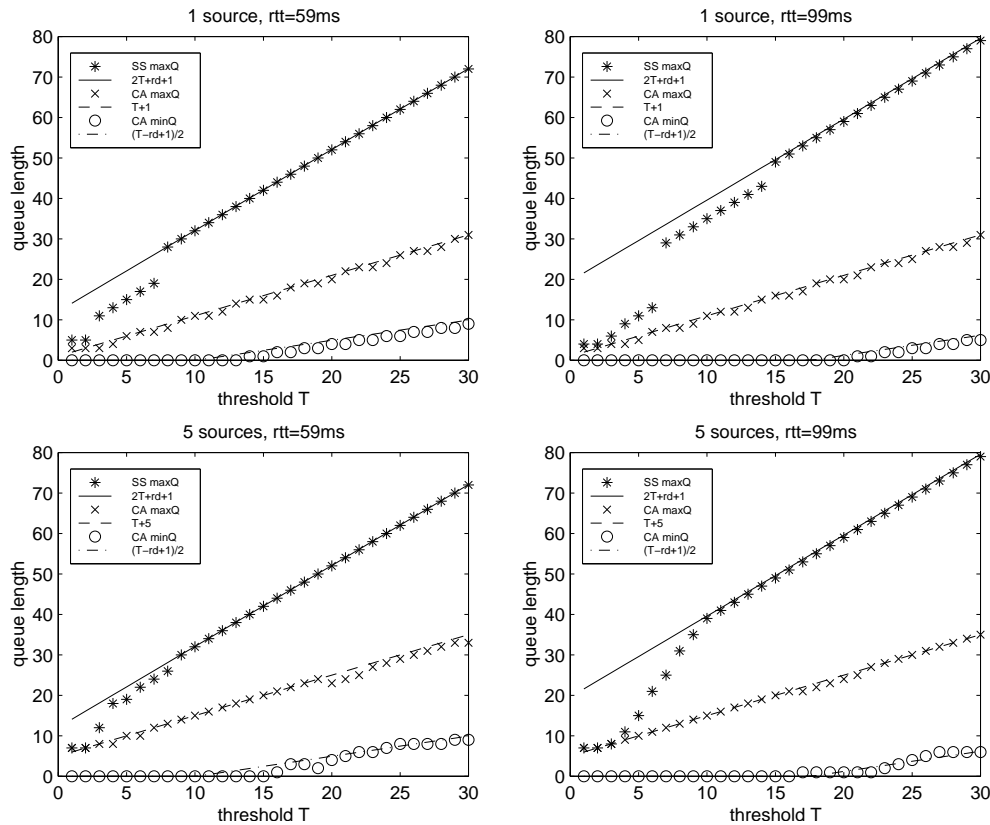 1 source, rtt=59ms
80
70
60
50
40
30
20
10
0
queue length
SS maxQ
2T+rd+1
CA maxQ
T+1
CA minQ
(T−rd+1)/2
0 5 10 15 20 25 30
threshold T
1 source, rtt=99ms
80
70
60
50
40
30
20
10
0
queue length
SS maxQ
2T+rd+1
CA maxQ
T+1
CA minQ
(T−rd+1)/2
0 5 10 15 20 25 30
threshold T
5 sources, rtt=59ms
80
70
60
50
40
30
20
10
0
queue length
SS maxQ
2T+rd+1
CA maxQ
T+5
CA minQ
(T−rd+1)/2
0 5 10 15 20 25 30
threshold T
5 sources, rtt=99ms
80
70
60
50
40
30
20
10
0
queue length
SS maxQ
2T+rd+1
CA maxQ
T+5
CA minQ
(T−rd+1)/2
0 5 10 15 20 25 30
threshold T